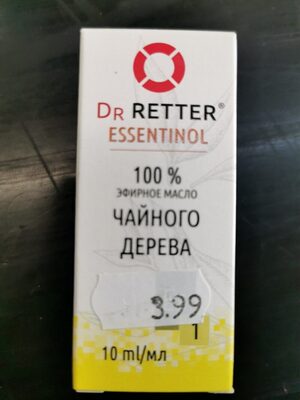 DR RETTER®
ESSENTINOL
100 %
ЭФИРНОЕ МАСЛО
ЧАЙНОГО
ДЕРЕВА
3.99
1
10 ml/мл